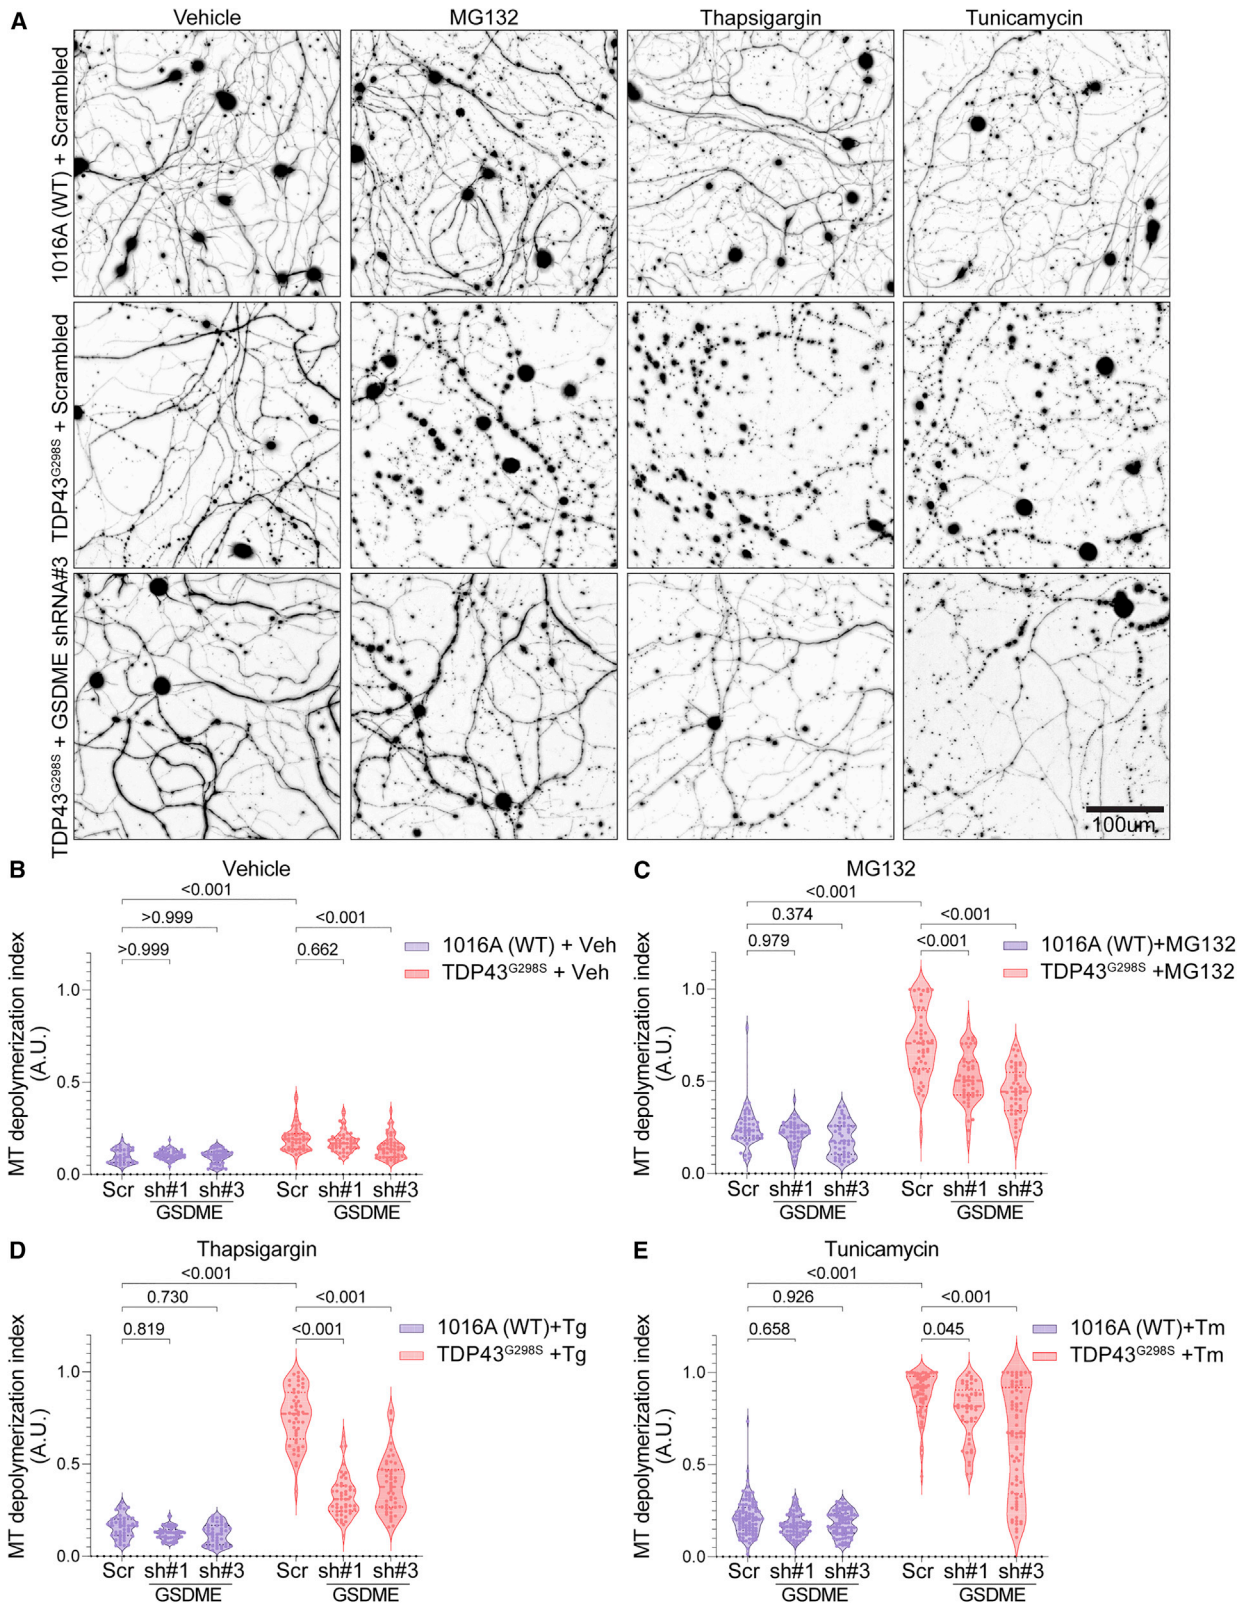 A
Vehicle
MG132
Thapsigargin
Tunicamycin
1016A (WT) + Scrambled
TDP43G298S + Scrambled
TDP43G298S + GSDME shRNA#3
100um
B
Vehicle
<0.001
>0.999
<0.001
>0.999
0.662
1016A (WT) + Veh
TDP43G298S + Veh
MT depolymerization index
(A.U.)
1.0
0.5
0.0
Scr sh#1 sh#3 Scr sh#1 sh#3
GSDME GSDME
C
MG132
<0.001
0.374
<0.001
0.979
<0.001
1016A (WT)+MG132
TDP43G298S +MG132
MT depolymerization index
(A.U.)
1.0
0.5
0.0
Scr sh#1 sh#3 Scr sh#1 sh#3
GSDME GSDME
D
Thapsigargin
<0.001
0.730
<0.001
0.819
<0.001
1016A (WT)+Tg
TDP43G298S +Tg
MT depolymerization index
(A.U.)
1.0
0.5
0.0
Scr sh#1 sh#3 Scr sh#1 sh#3
GSDME GSDME
E
Tunicamycin
<0.001
0.926
<0.001
0.658
0.045
1016A (WT)+Tm
TDP43G298S +Tm
MT depolymerization index
(A.U.)
1.0
0.5
0.0
Scr sh#1 sh#3 Scr sh#1 sh#3
GSDME GSDME